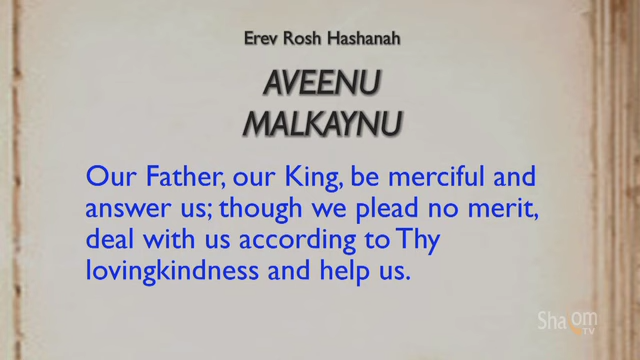 Erev Rosh Hashanah
AVEENU
MALKAYNU
Our Father, our King, be merciful and
answer us; though we plead no merit,
deal with us according to Thy
lovingkindness and help us.
Shalom
TV